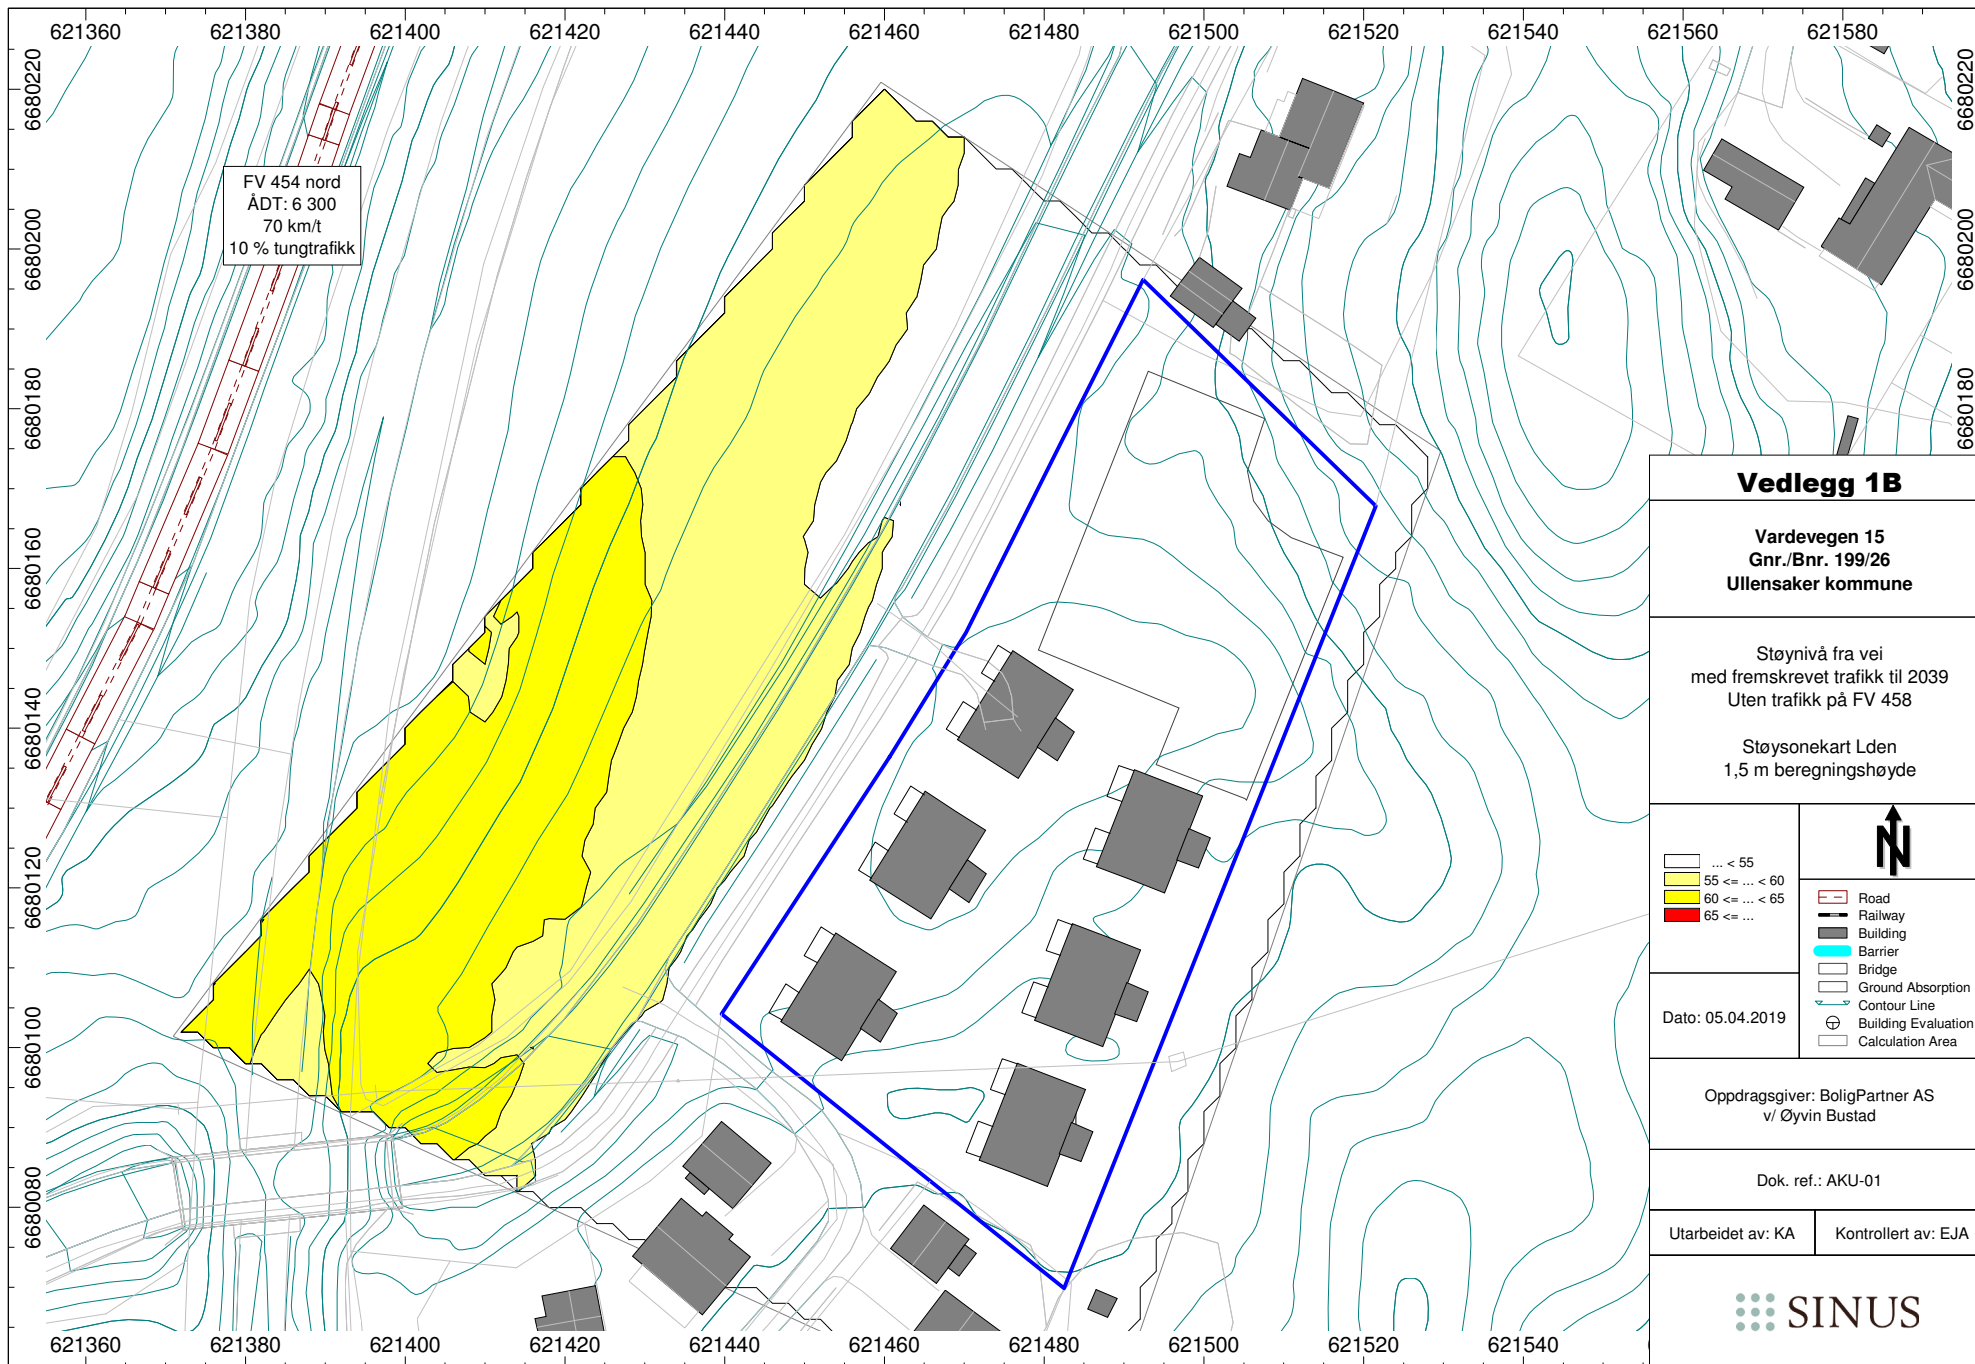 621360 621380 621400 621420 621440 621460 621480 621500 621520 621540 621560 621580
6680220
6680200
6680180
6680160
6680140
6680120
6680100
6680080
6680220
6680200
6680180
FV 454 nord
ÅDT: 6 300
70 km/t
10 % tungtrafikk
Vedlegg 1B
Vardevegen 15
Gnr./Bnr. 199/26
Ullensaker kommune
Støynivå fra vei
med fremskrevet trafikk til 2039
Uten trafikk på FV 458
Støysonekart Lden
1,5 m beregningshøyde
... < 55
55 <= ... < 60
60 <= ... < 65
65 <= ...
N
Road
Railway
Building
Barrier
Bridge
Ground Absorption
Contour Line
Building Evaluation
Calculation Area
Dato: 05.04.2019
Oppdragsgiver: BoligPartner AS
v/ Øyvin Bustad
Dok. ref.: AKU-01
Utarbeidet av: KA
Kontrollert av: EJA
SINUS
621360 621380 621400 621420 621440 621460 621480 621500 621520 621540